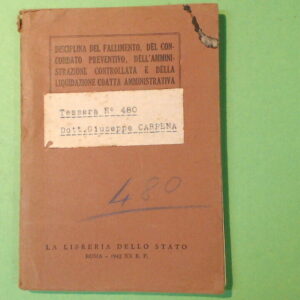 DISCIPLINA DEL FALLIMENTO, DEL CON-
CORDATO PREVENTIVO, DELL'AMMINI-
STRAZIONE CONTROLLATA E DELLA
LIQUIDAZIONE COATTA AMMINISTRATIVA
Tessera N° 480
Dott.Giuseppe CARPENA
480
LA LIBRERIA DELLO STATO
ROMA - 1942 XX E. F.